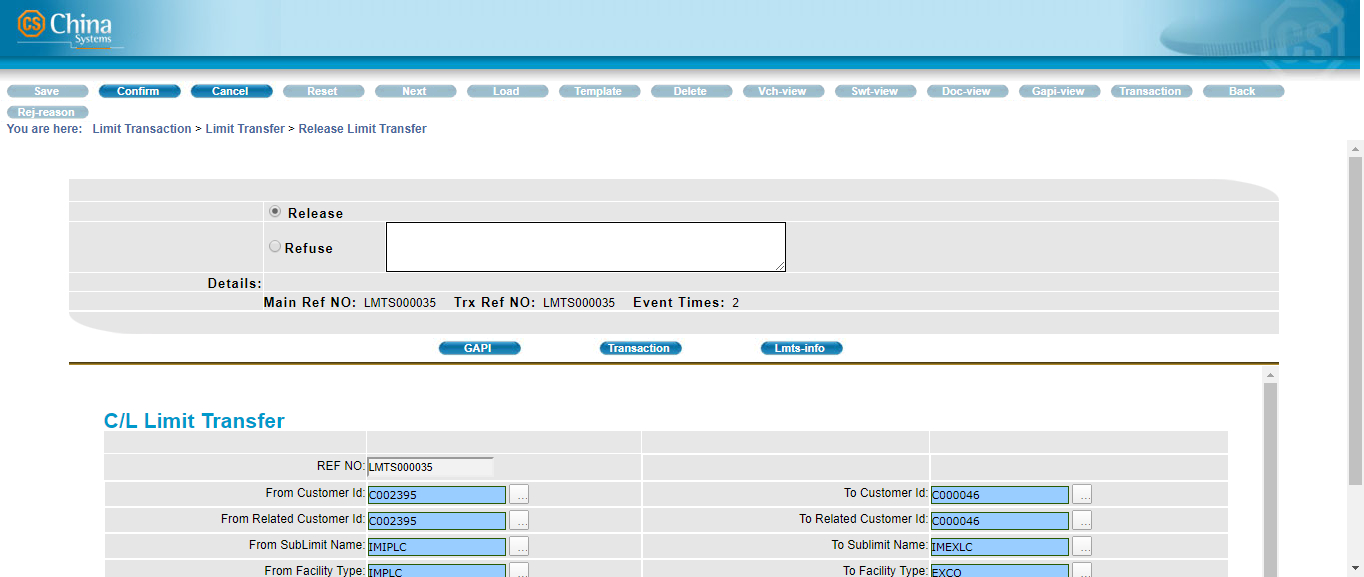 CS China
Systems
CS
Save Confirm Cancel Reset Next Load Template Delete Vch-view Swt-view Doc-view Gapi-view Transaction Back
Rej-reason
You are here: Limit Transaction > Limit Transfer > Release Limit Transfer
Release
Refuse
Details:
Main Ref NO: LMTS000035 Trx Ref NO: LMTS000035 Event Times: 2
GAPI Transaction Lmts-info
C/L Limit Transfer
REF NO: LMTS000035
From Customer Id: C002395 ... To Customer Id: C000046 ...
From Related Customer Id: C002395 ... To Related Customer Id: C000046 ...
From SubLimit Name: IMIPLC ... To Sublimit Name: IMEXLC ...
From Facility Type: IMPLC ... To Facility Type: EXCO ...